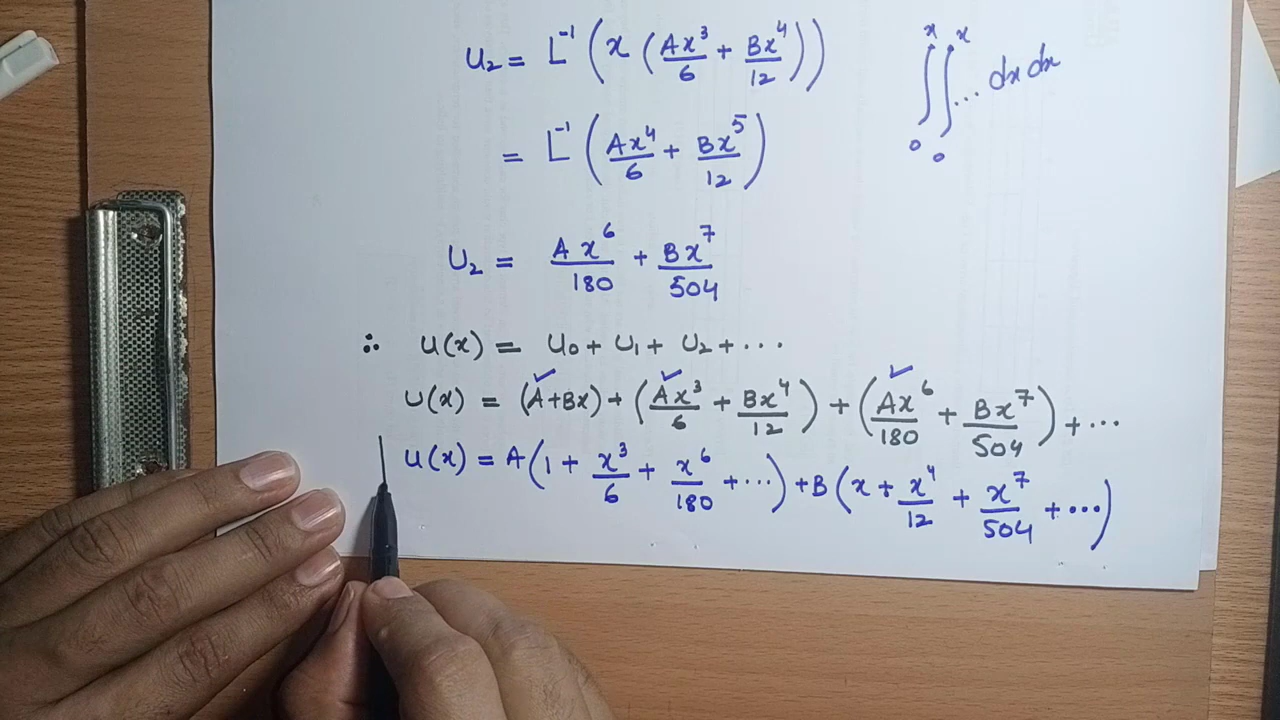 U₂ = L⁻¹ ( x ( Ax³/6 + Bx⁴/12 ) )
∫₀ˣ ∫₀ˣ ... dx dx
= L⁻¹ ( Ax⁴/6 + Bx⁵/12 )
U₂ = Ax⁶/180 + Bx⁷/504
∴ U(x) = U₀ + U₁ + U₂ + ...
U(x) = (A+Bx) + ( Ax³/6 + Bx⁴/12 ) + ( Ax⁶/180 + Bx⁷/504 ) + ...
U(x) = A ( 1 + x³/6 + x⁶/180 + ... ) + B ( x + x⁴/12 + x⁷/504 + ... )